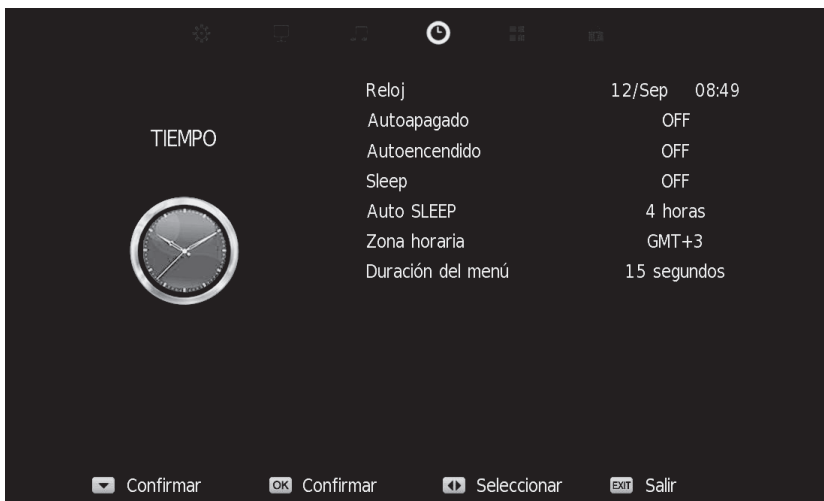 TIEMPO
Reloj 12/Sep 08:49
Autoapagado OFF
Autoencendido OFF
Sleep OFF
Auto SLEEP 4 horas
Zona horaria GMT+3
Duración del menú 15 segundos
Confirmar OK Confirmar Seleccionar EXIT Salir